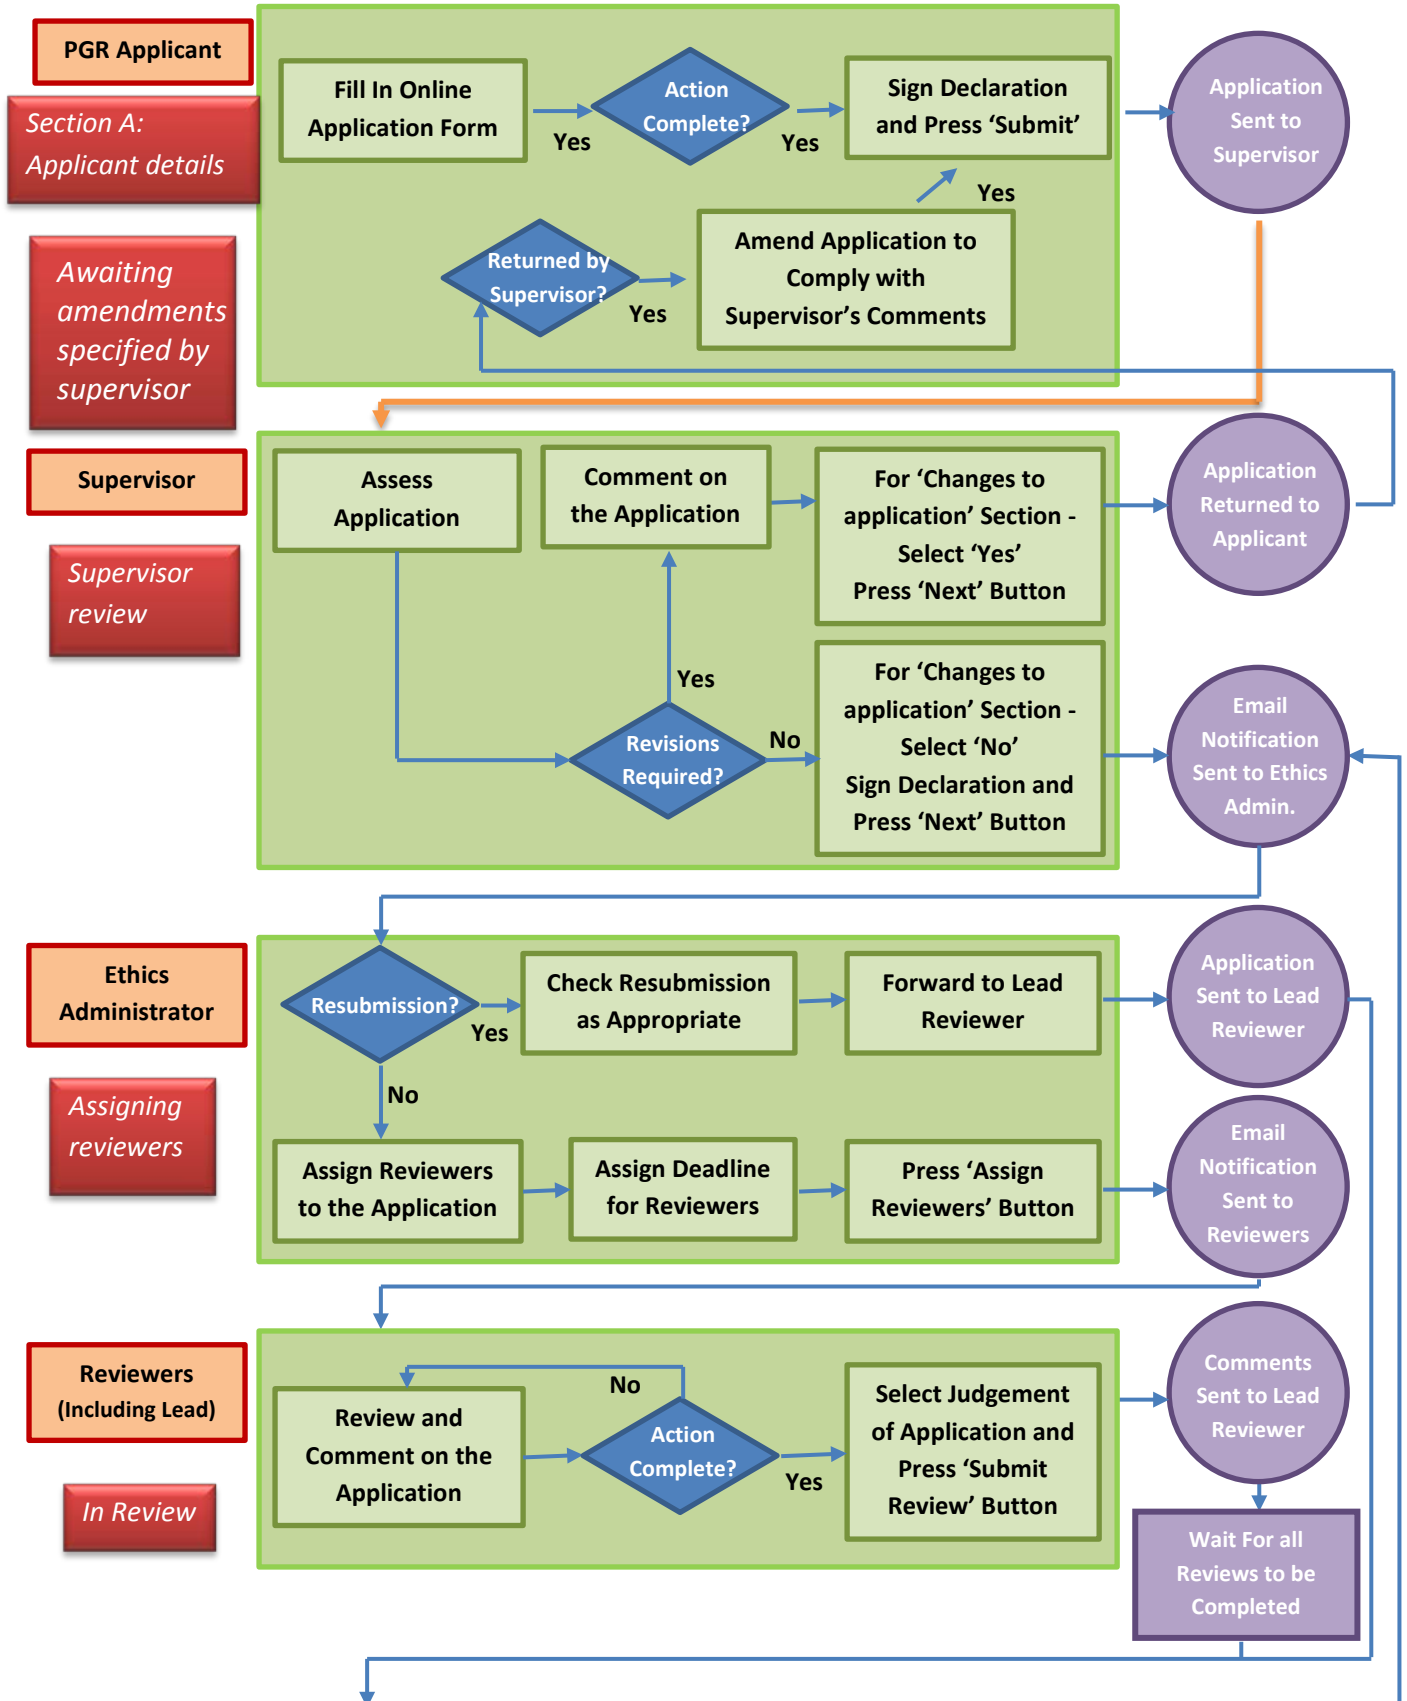 PGR Applicant
Section A:
Applicant details
Fill In Online
Application Form
Yes
Action
Complete?
Yes
Sign Declaration
and Press ‘Submit’
Application
Sent to
Supervisor
Yes
Awaiting
amendments
specified by
supervisor
Returned by
Supervisor?
Yes
Amend Application to
Comply with
Supervisor’s Comments
Supervisor
Supervisor
review
Assess
Application
Comment on
the Application
For ‘Changes to
application’ Section -
Select ‘Yes’
Press ‘Next’ Button
Application
Returned to
Applicant
Yes
Revisions
Required?
No
For ‘Changes to
application’ Section -
Select ‘No’
Sign Declaration and
Press ‘Next’ Button
Email
Notification
Sent to Ethics
Admin.
Ethics
Administrator
Assigning
reviewers
Resubmission?
Yes
Check Resubmission
as Appropriate
Forward to Lead
Reviewer
Application
Sent to Lead
Reviewer
No
Assign Reviewers
to the Application
Assign Deadline
for Reviewers
Press ‘Assign
Reviewers’ Button
Email
Notification
Sent to
Reviewers
Reviewers
(Including Lead)
In Review
Review and
Comment on the
Application
No
Action
Complete?
Yes
Select Judgement
of Application and
Press ‘Submit
Review’ Button
Comments
Sent to Lead
Reviewer
Wait For all
Reviews to be
Completed